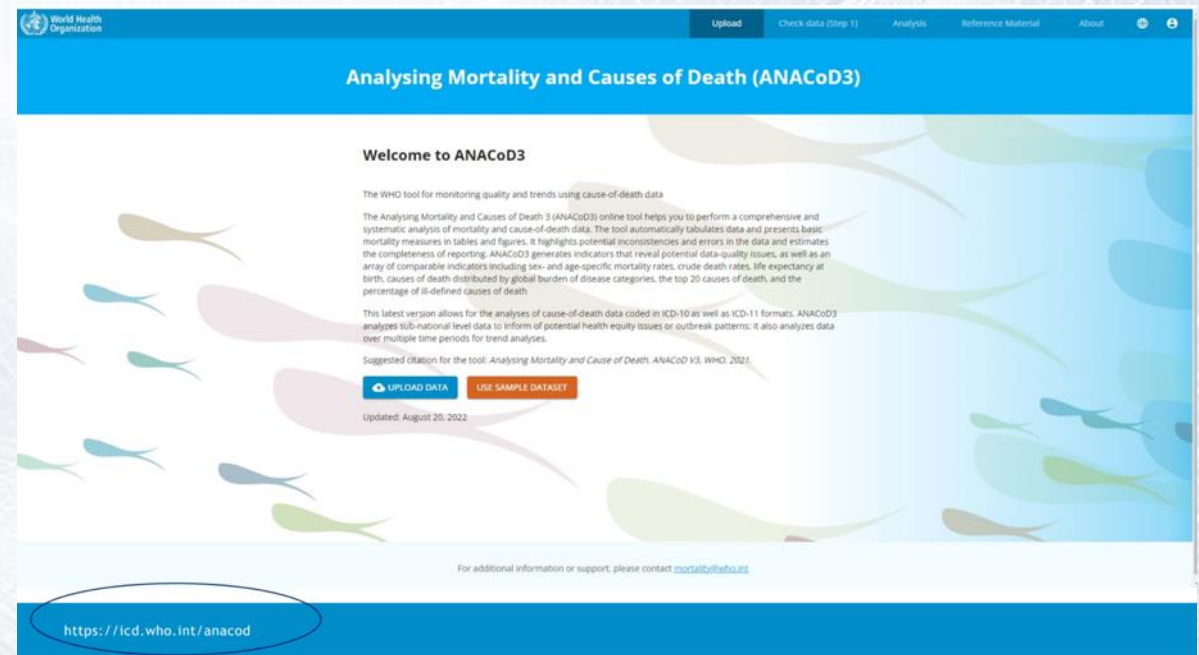 World Health
Organization
Upload
Check data (Step 1)
Analysis
Reference Material
About
Analysing Mortality and Causes of Death (ANACoD3)
Welcome to ANACoD3
The WHO tool for monitoring quality and trends using cause-of-death data
The Analysing Mortality and Causes of Death 3 (ANACoD3) online tool helps you to perform a comprehensive and
systematic analysis of mortality and cause-of-death data. The tool automatically tabulates data and presents basic
mortality measures in tables and figures. It highlights potential inconsistencies and errors in the data and estimates
the completeness of reporting. ANACoD3 generates indicators that reveal potential data-quality issues, as well as an
array of comparable indicators including sex- and age-specific mortality rates, crude death rates, life expectancy at
birth, causes of death distributed by global burden of disease categories, the top 20 causes of death, and the
percentage of ill-defined causes of death
This latest version allows for the analyses of cause-of-death data coded in ICD-10 as well as ICD-11 formats. ANACoD3
analyzes sub-national level data to inform of potential health equity issues or outbreak patterns; it also analyzes data
over multiple time periods for trend analyses.
Suggested citation for the tool: Analysing Mortality and Cause of Death. ANACoD V3. WHO. 2021.
UPLOAD DATA
USE SAMPLE DATASET
Updated: August 20, 2022
For additional information or support, please contact mortality@who.int
https://icd.who.int/anacod